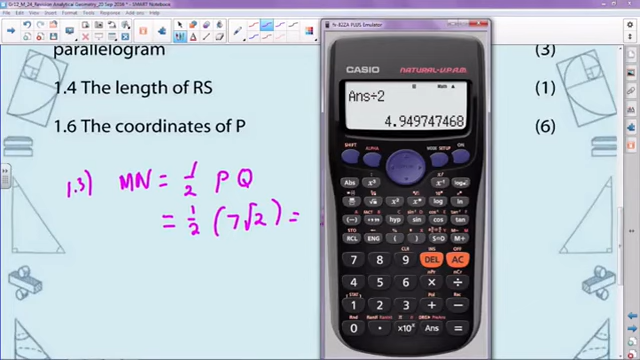 Gr12_M_24_Revision Analytical Geometry_20 Sep 2016 * - SMART Notebook
parallelogram (3)
1.4 The length of RS (1)
1.6 The coordinates of P (6)
1.3) MN = 1/2 PQ
= 1/2 (7√2) =
fx-82ZA PLUS Emulator
CASIO NATURAL-V.P.A.M.
Math
Ans÷2
4.949747468
SHIFT ALPHA MODE SETUP ON
Abs x³ x⁻¹ log
x² log ln
hyp sin cos tan
RCL ENG ( ) S⇔D M+
7 8 9 DEL AC
4 5 6 × ÷
1 2 3 + −
0 . ×10ˣ Ans =